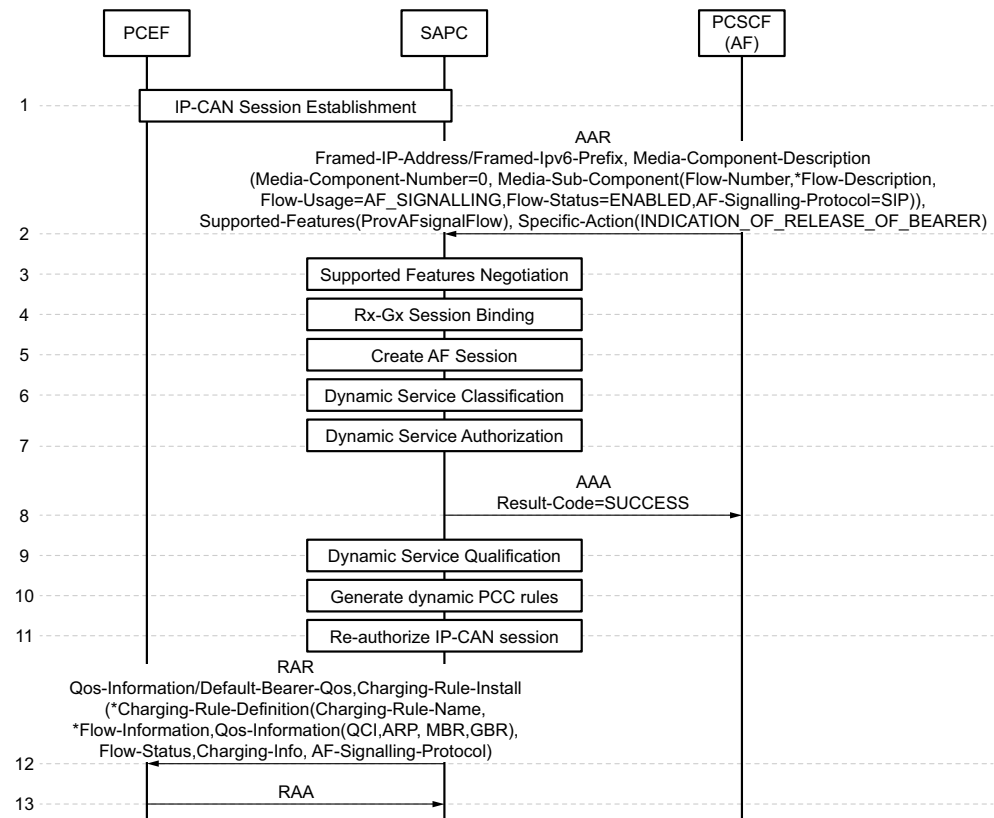 PCEF
SAPC
PCSCF
(AF)
1
IP-CAN Session Establishment
AAR
Framed-IP-Address/Framed-Ipv6-Prefix, Media-Component-Description
(Media-Component-Number=0, Media-Sub-Component(Flow-Number,*Flow-Description,
Flow-Usage=AF_SIGNALLING,Flow-Status=ENABLED,AF-Signalling-Protocol=SIP)),
Supported-Features(ProvAFsignalFlow), Specific-Action(INDICATION_OF_RELEASE_OF_BEARER)
2
3
Supported Features Negotiation
4
Rx-Gx Session Binding
5
Create AF Session
6
Dynamic Service Classification
7
Dynamic Service Authorization
AAA
Result-Code=SUCCESS
8
9
Dynamic Service Qualification
10
Generate dynamic PCC rules
11
Re-authorize IP-CAN session
RAR
Qos-Information/Default-Bearer-Qos,Charging-Rule-Install
(*Charging-Rule-Definition(Charging-Rule-Name,
*Flow-Information,Qos-Information(QCI,ARP, MBR,GBR),
Flow-Status,Charging-Info, AF-Signalling-Protocol)
12
RAA
13